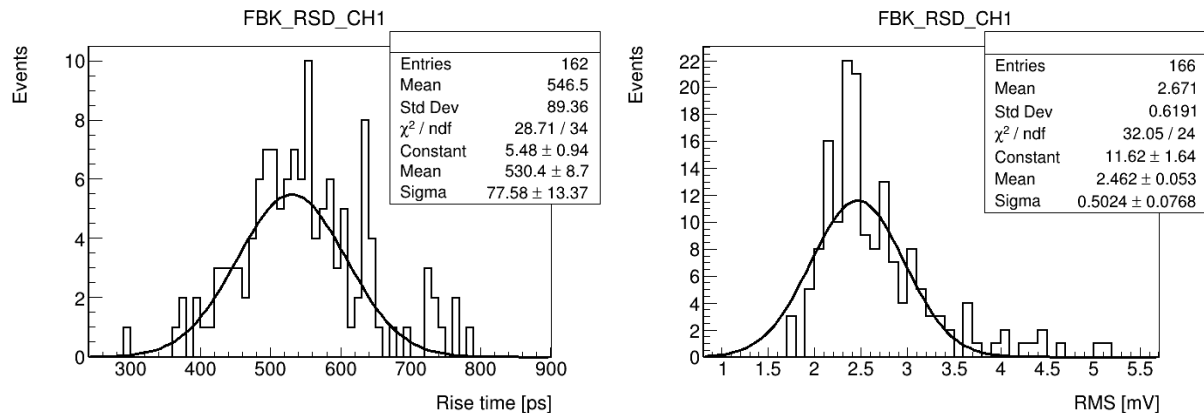 FBK_RSD_CH1
Events
10
8
6
4
2
0
300 400 500 600 700 800 900
Rise time [ps]
Entries 162
Mean 546.5
Std Dev 89.36
χ² / ndf 28.71 / 34
Constant 5.48 ± 0.94
Mean 530.4 ± 8.7
Sigma 77.58 ± 13.37
FBK_RSD_CH1
Events
22
20
18
16
14
12
10
8
6
4
2
0
1 1.5 2 2.5 3 3.5 4 4.5 5 5.5
RMS [mV]
Entries 166
Mean 2.671
Std Dev 0.6191
χ² / ndf 32.05 / 24
Constant 11.62 ± 1.64
Mean 2.462 ± 0.053
Sigma 0.5024 ± 0.0768